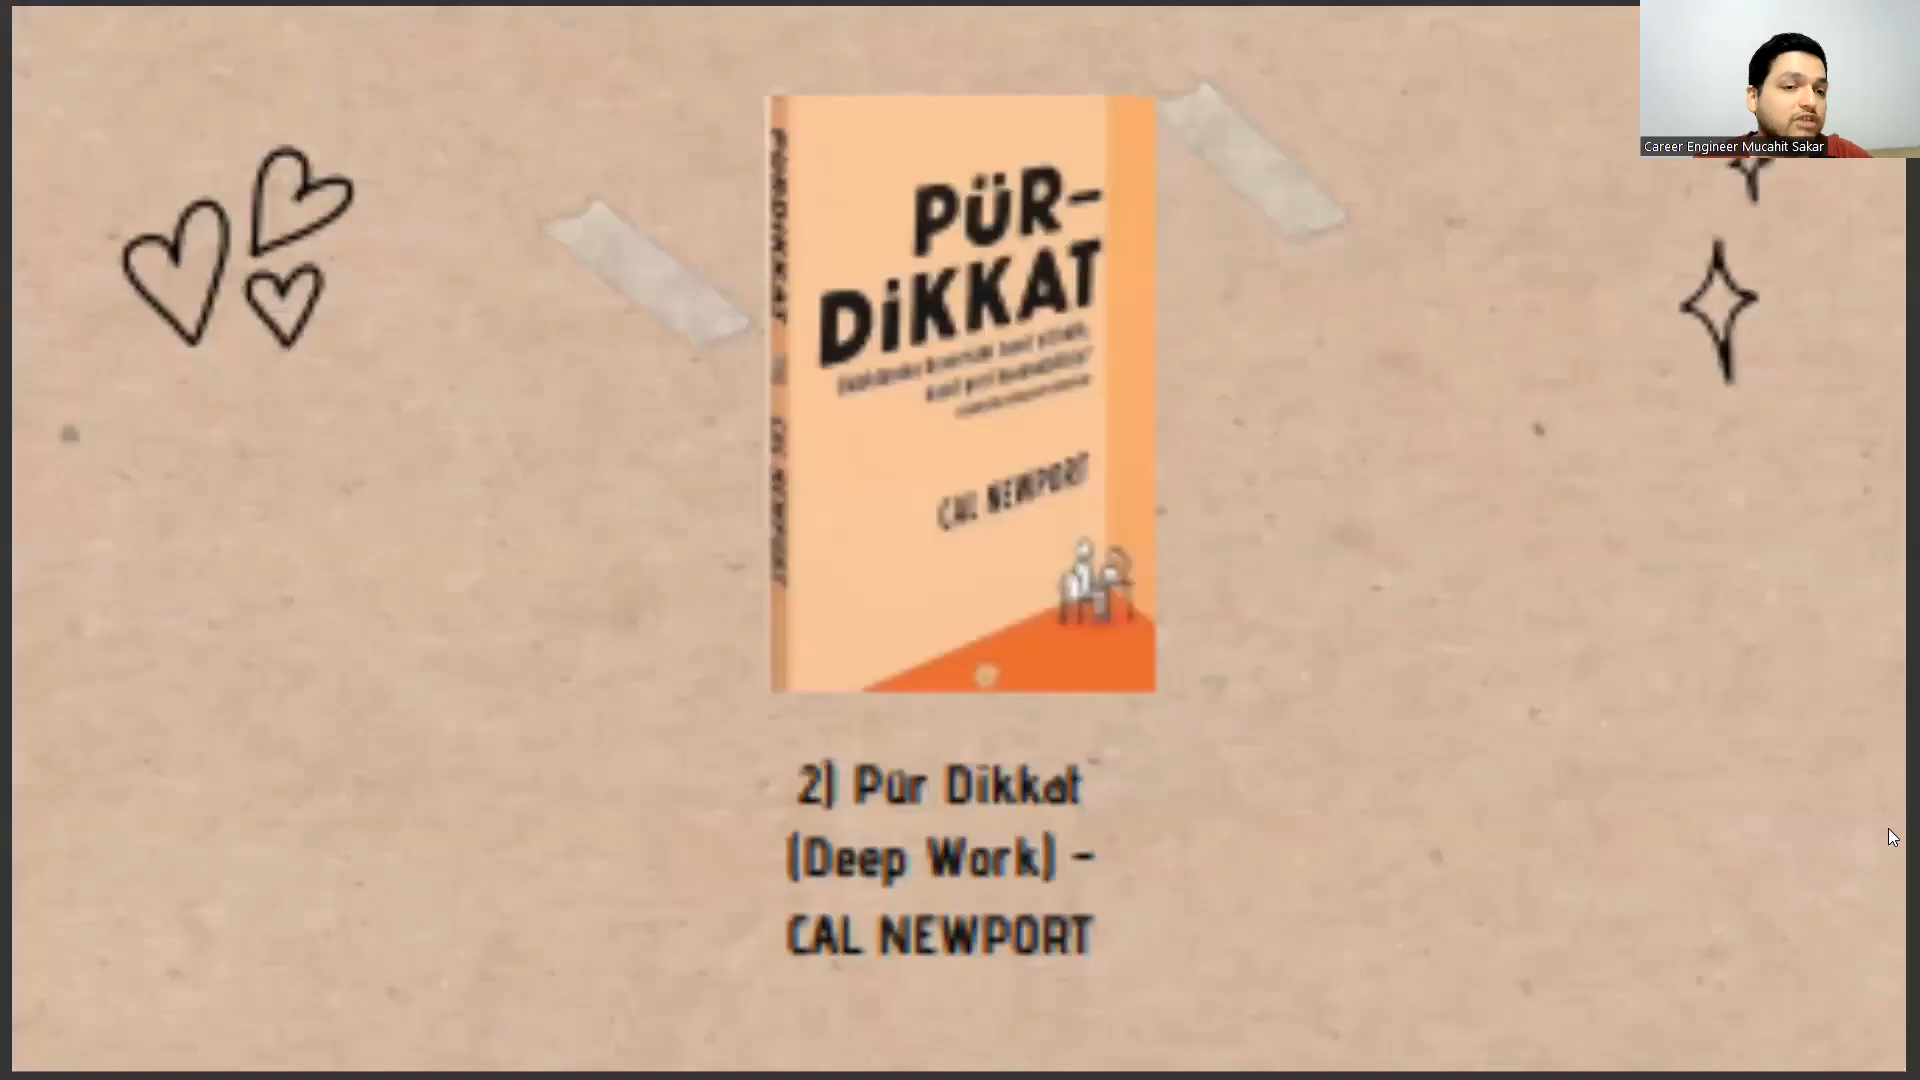 Career Engineer Mucahit Sakar
PÜR-
DİKKAT
CAL NEWPORT
PÜR-DİKKAT
CAL NEWPORT
2) Pür Dikkat
(Deep Work) -
CAL NEWPORT